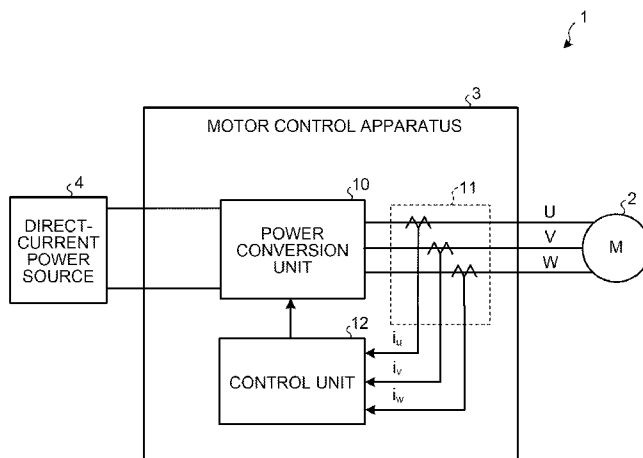 1
3
MOTOR CONTROL APPARATUS
4
DIRECT-
CURRENT
POWER
SOURCE
10
POWER
CONVERSION
UNIT
11
U
V
W
2
M
12
CONTROL UNIT
iu
iv
iw